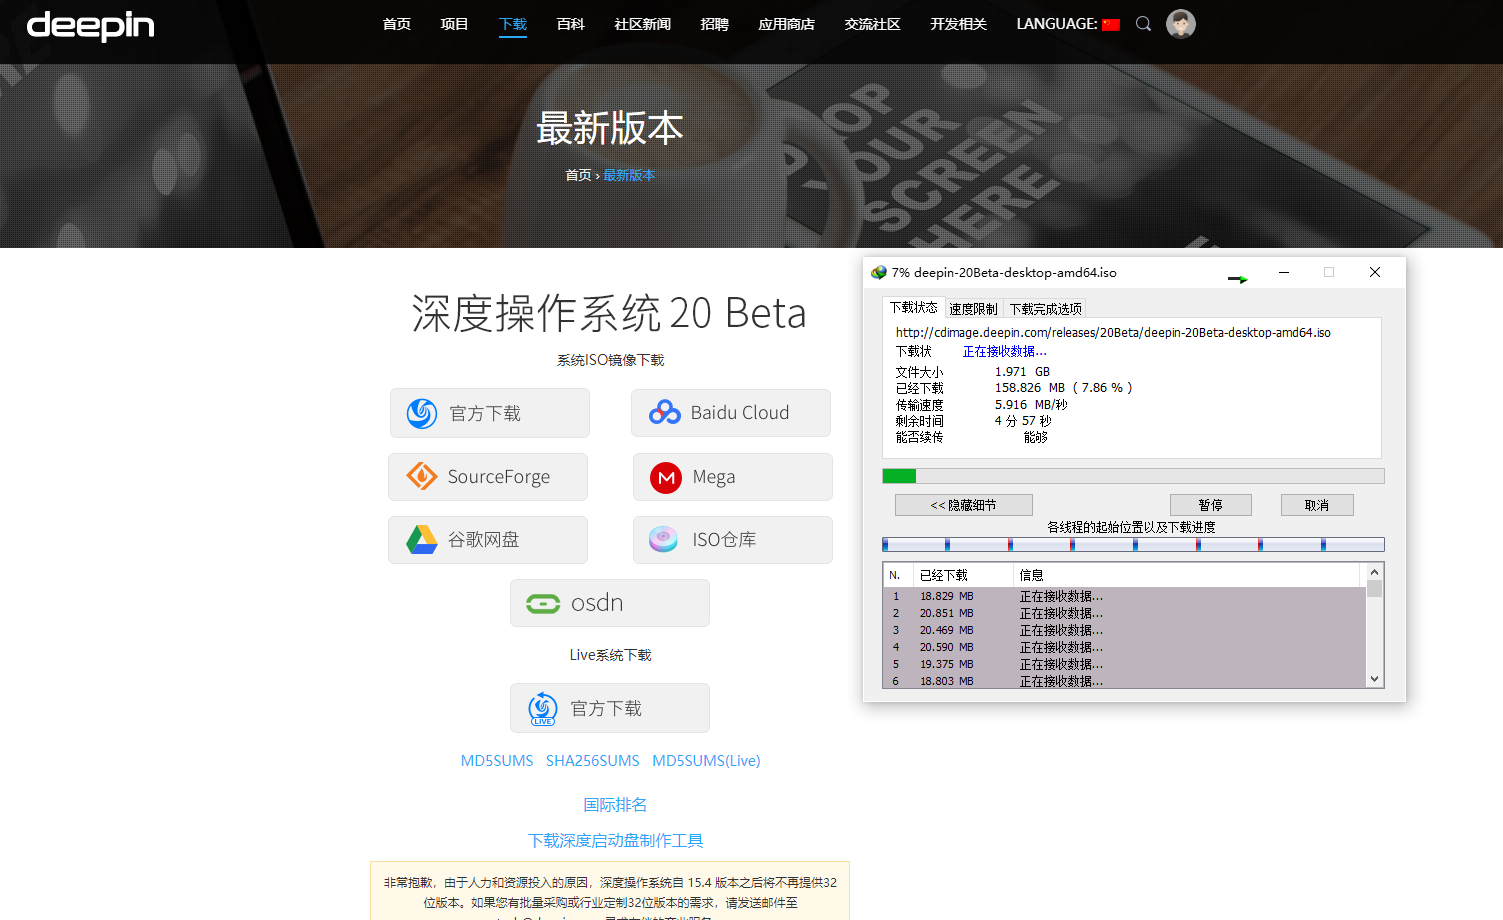 deepin
首页 项目 下载 百科 社区新闻 招聘 应用商店 交流社区 开发相关 LANGUAGE:
STOP YOUR SCREEN HERE
最新版本
首页 › 最新版本
深度操作系统 20 Beta
系统ISO镜像下载
官方下载 Baidu Cloud
SourceForge Mega
谷歌网盘 ISO仓库
osdn
Live系统下载
LIVE 官方下载
MD5SUMS SHA256SUMS MD5SUMS(Live)
国际排名
下载深度启动盘制作工具
非常抱歉，由于人力和资源投入的原因，深度操作系统自 15.4 版本之后将不再提供32
位版本。如果您有批量采购或行业定制32位版本的需求，请发送邮件至
7% deepin-20Beta-desktop-amd64.iso
下载状态 速度限制 下载完成选项
http://cdimage.deepin.com/releases/20Beta/deepin-20Beta-desktop-amd64.iso
下载状 正在接收数据...
文件大小 1.971 GB
已经下载 158.826 MB ( 7.86 % )
传输速度 5.916 MB/秒
剩余时间 4 分 57 秒
能否续传 能够
<< 隐藏细节 暂停 取消
各线程的起始位置以及下载进度
N. 已经下载 信息
1 18.829 MB 正在接收数据...
2 20.851 MB 正在接收数据...
3 20.469 MB 正在接收数据...
4 20.590 MB 正在接收数据...
5 19.375 MB 正在接收数据...
6 18.803 MB 正在接收数据...